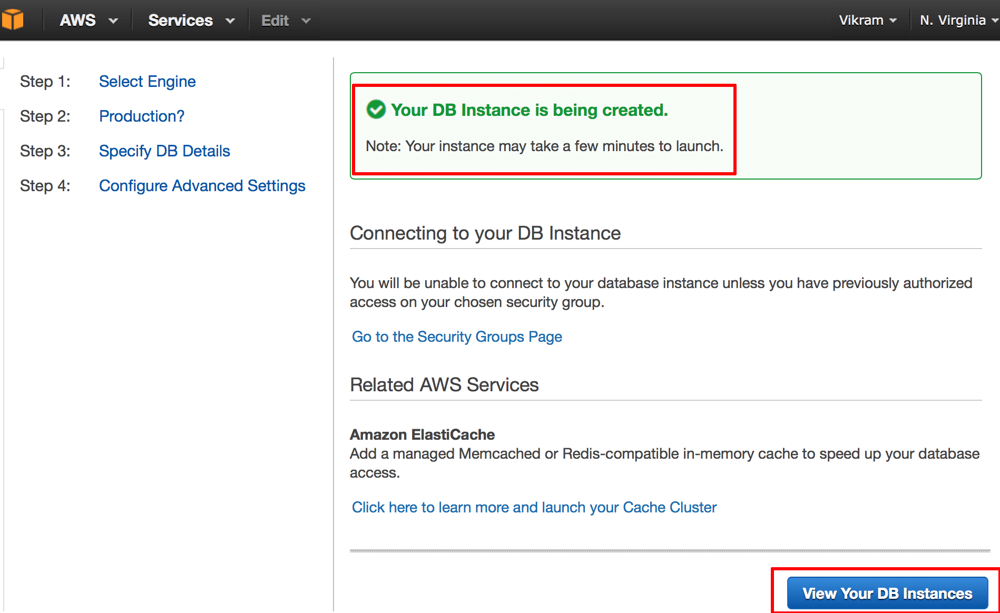 AWS Services Edit Vikram N. Virginia
Step 1: Select Engine
Step 2: Production?
Step 3: Specify DB Details
Step 4: Configure Advanced Settings
Your DB Instance is being created.
Note: Your instance may take a few minutes to launch.
Connecting to your DB Instance
You will be unable to connect to your database instance unless you have previously authorized
access on your chosen security group.
Go to the Security Groups Page
Related AWS Services
Amazon ElastiCache
Add a managed Memcached or Redis-compatible in-memory cache to speed up your database
access.
Click here to learn more and launch your Cache Cluster
View Your DB Instances